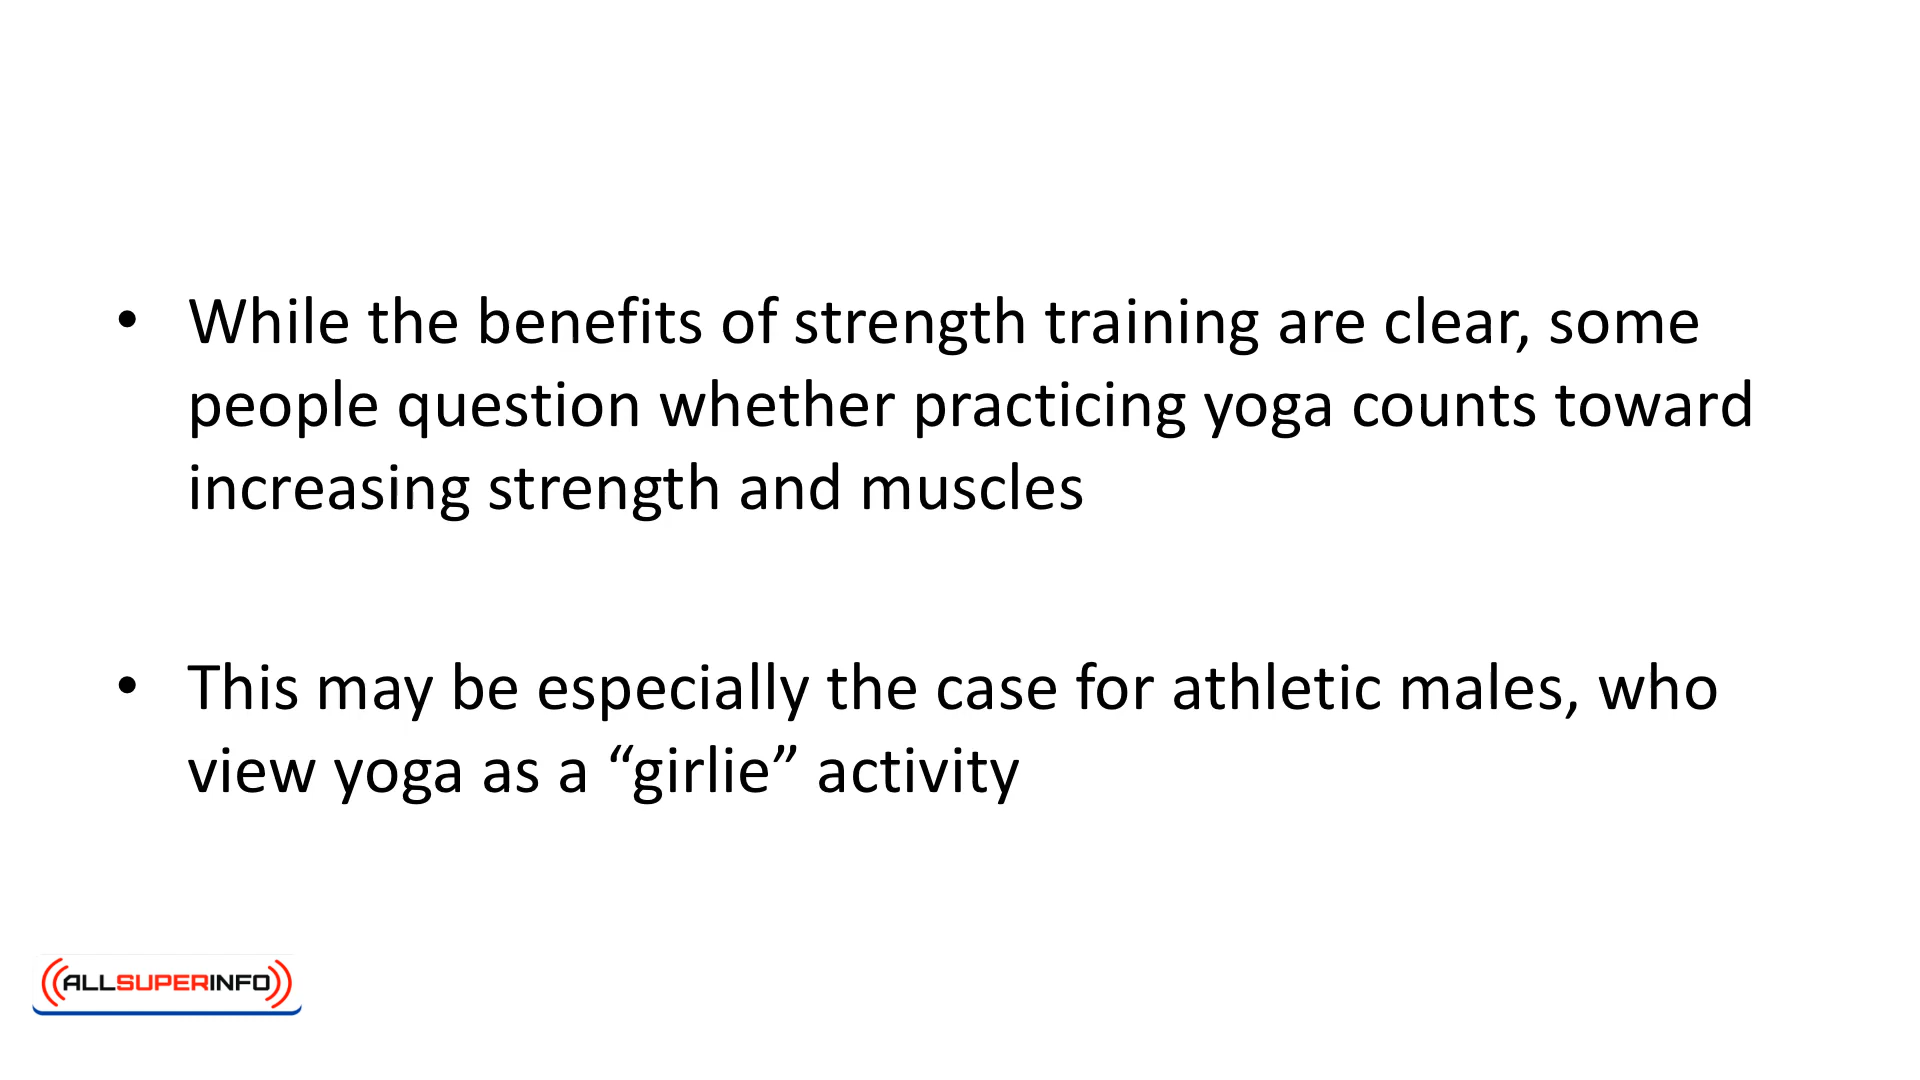 • While the benefits of strength training are clear, some
people question whether practicing yoga counts toward
increasing strength and muscles
• This may be especially the case for athletic males, who
view yoga as a “girlie” activity
ALLSUPERINFO